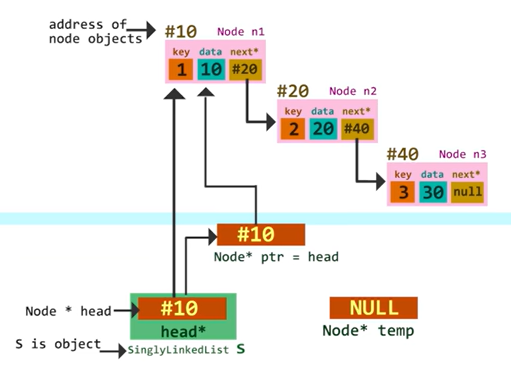 address of
node objects
#10
Node n1
key data next*
1 10 #20
#20
Node n2
key data next*
2 20 #40
#40
Node n3
key data next*
3 30 null
#10
Node* ptr = head
Node * head
#10
head*
S is object
SinglyLinkedList S
NULL
Node* temp